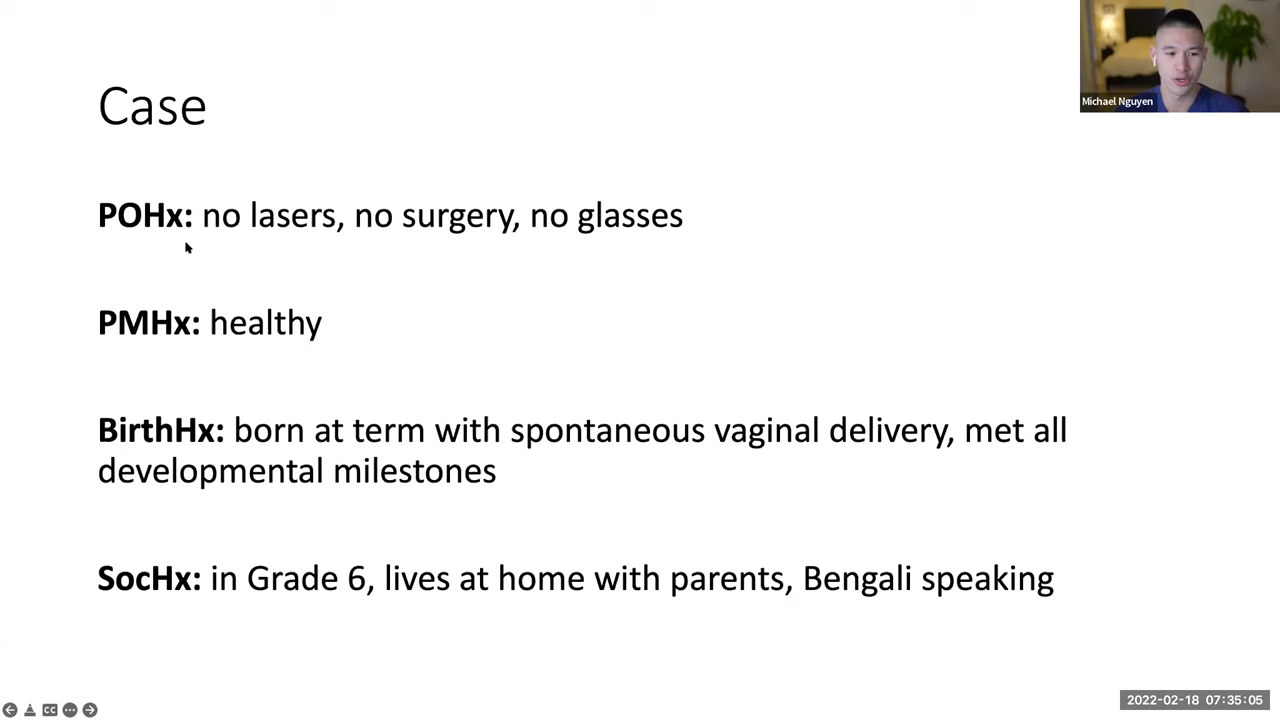 Michael Nguyen
Case
POHx: no lasers, no surgery, no glasses
PMHx: healthy
BirthHx: born at term with spontaneous vaginal delivery, met all
developmental milestones
SocHx: in Grade 6, lives at home with parents, Bengali speaking
CC
2022-02-18 07:35:05